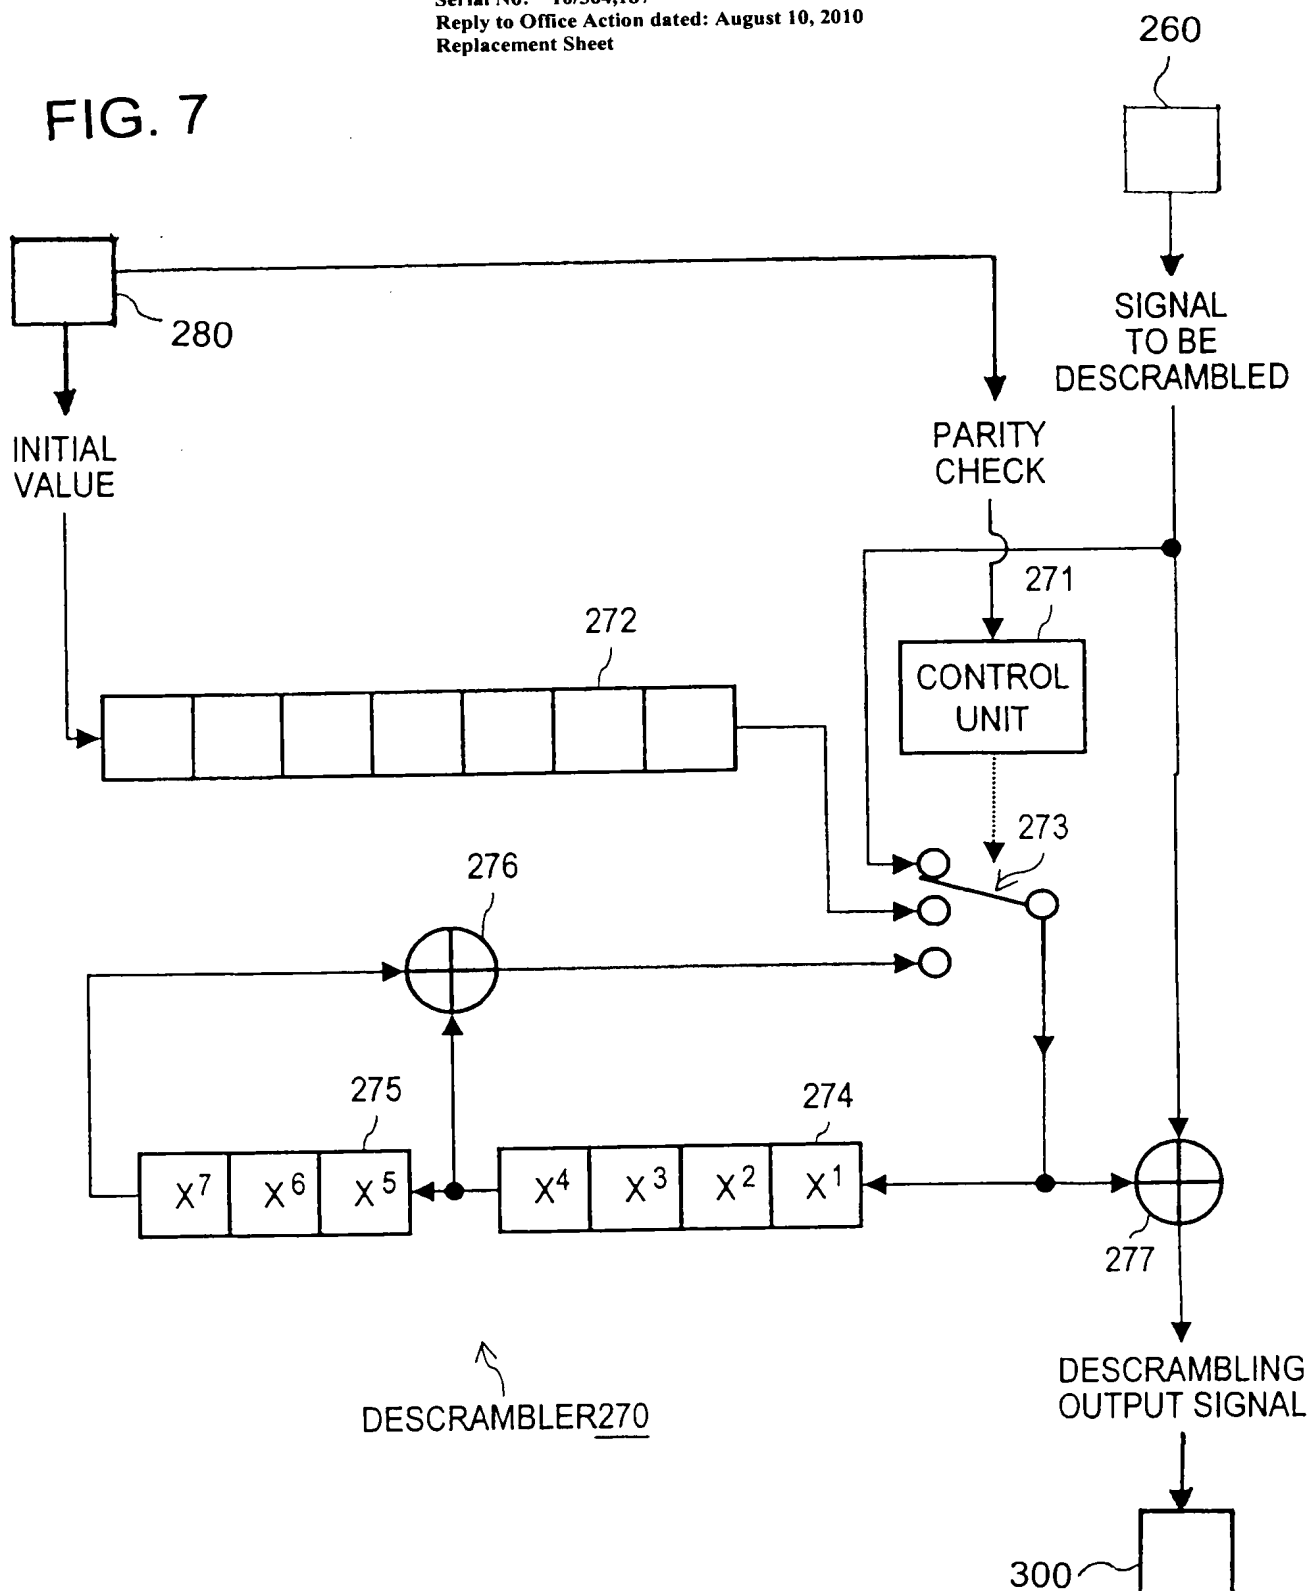 Reply to Office Action dated: August 10, 2010
Replacement Sheet
260
FIG. 7
280
SIGNAL
TO BE
DESCRAMBLED
INITIAL
VALUE
PARITY
CHECK
271
272
CONTROL
UNIT
273
276
275
274
X7 X6 X5
X4 X3 X2 X1
277
DESCRAMBLING
OUTPUT SIGNAL
DESCRAMBLER270
300